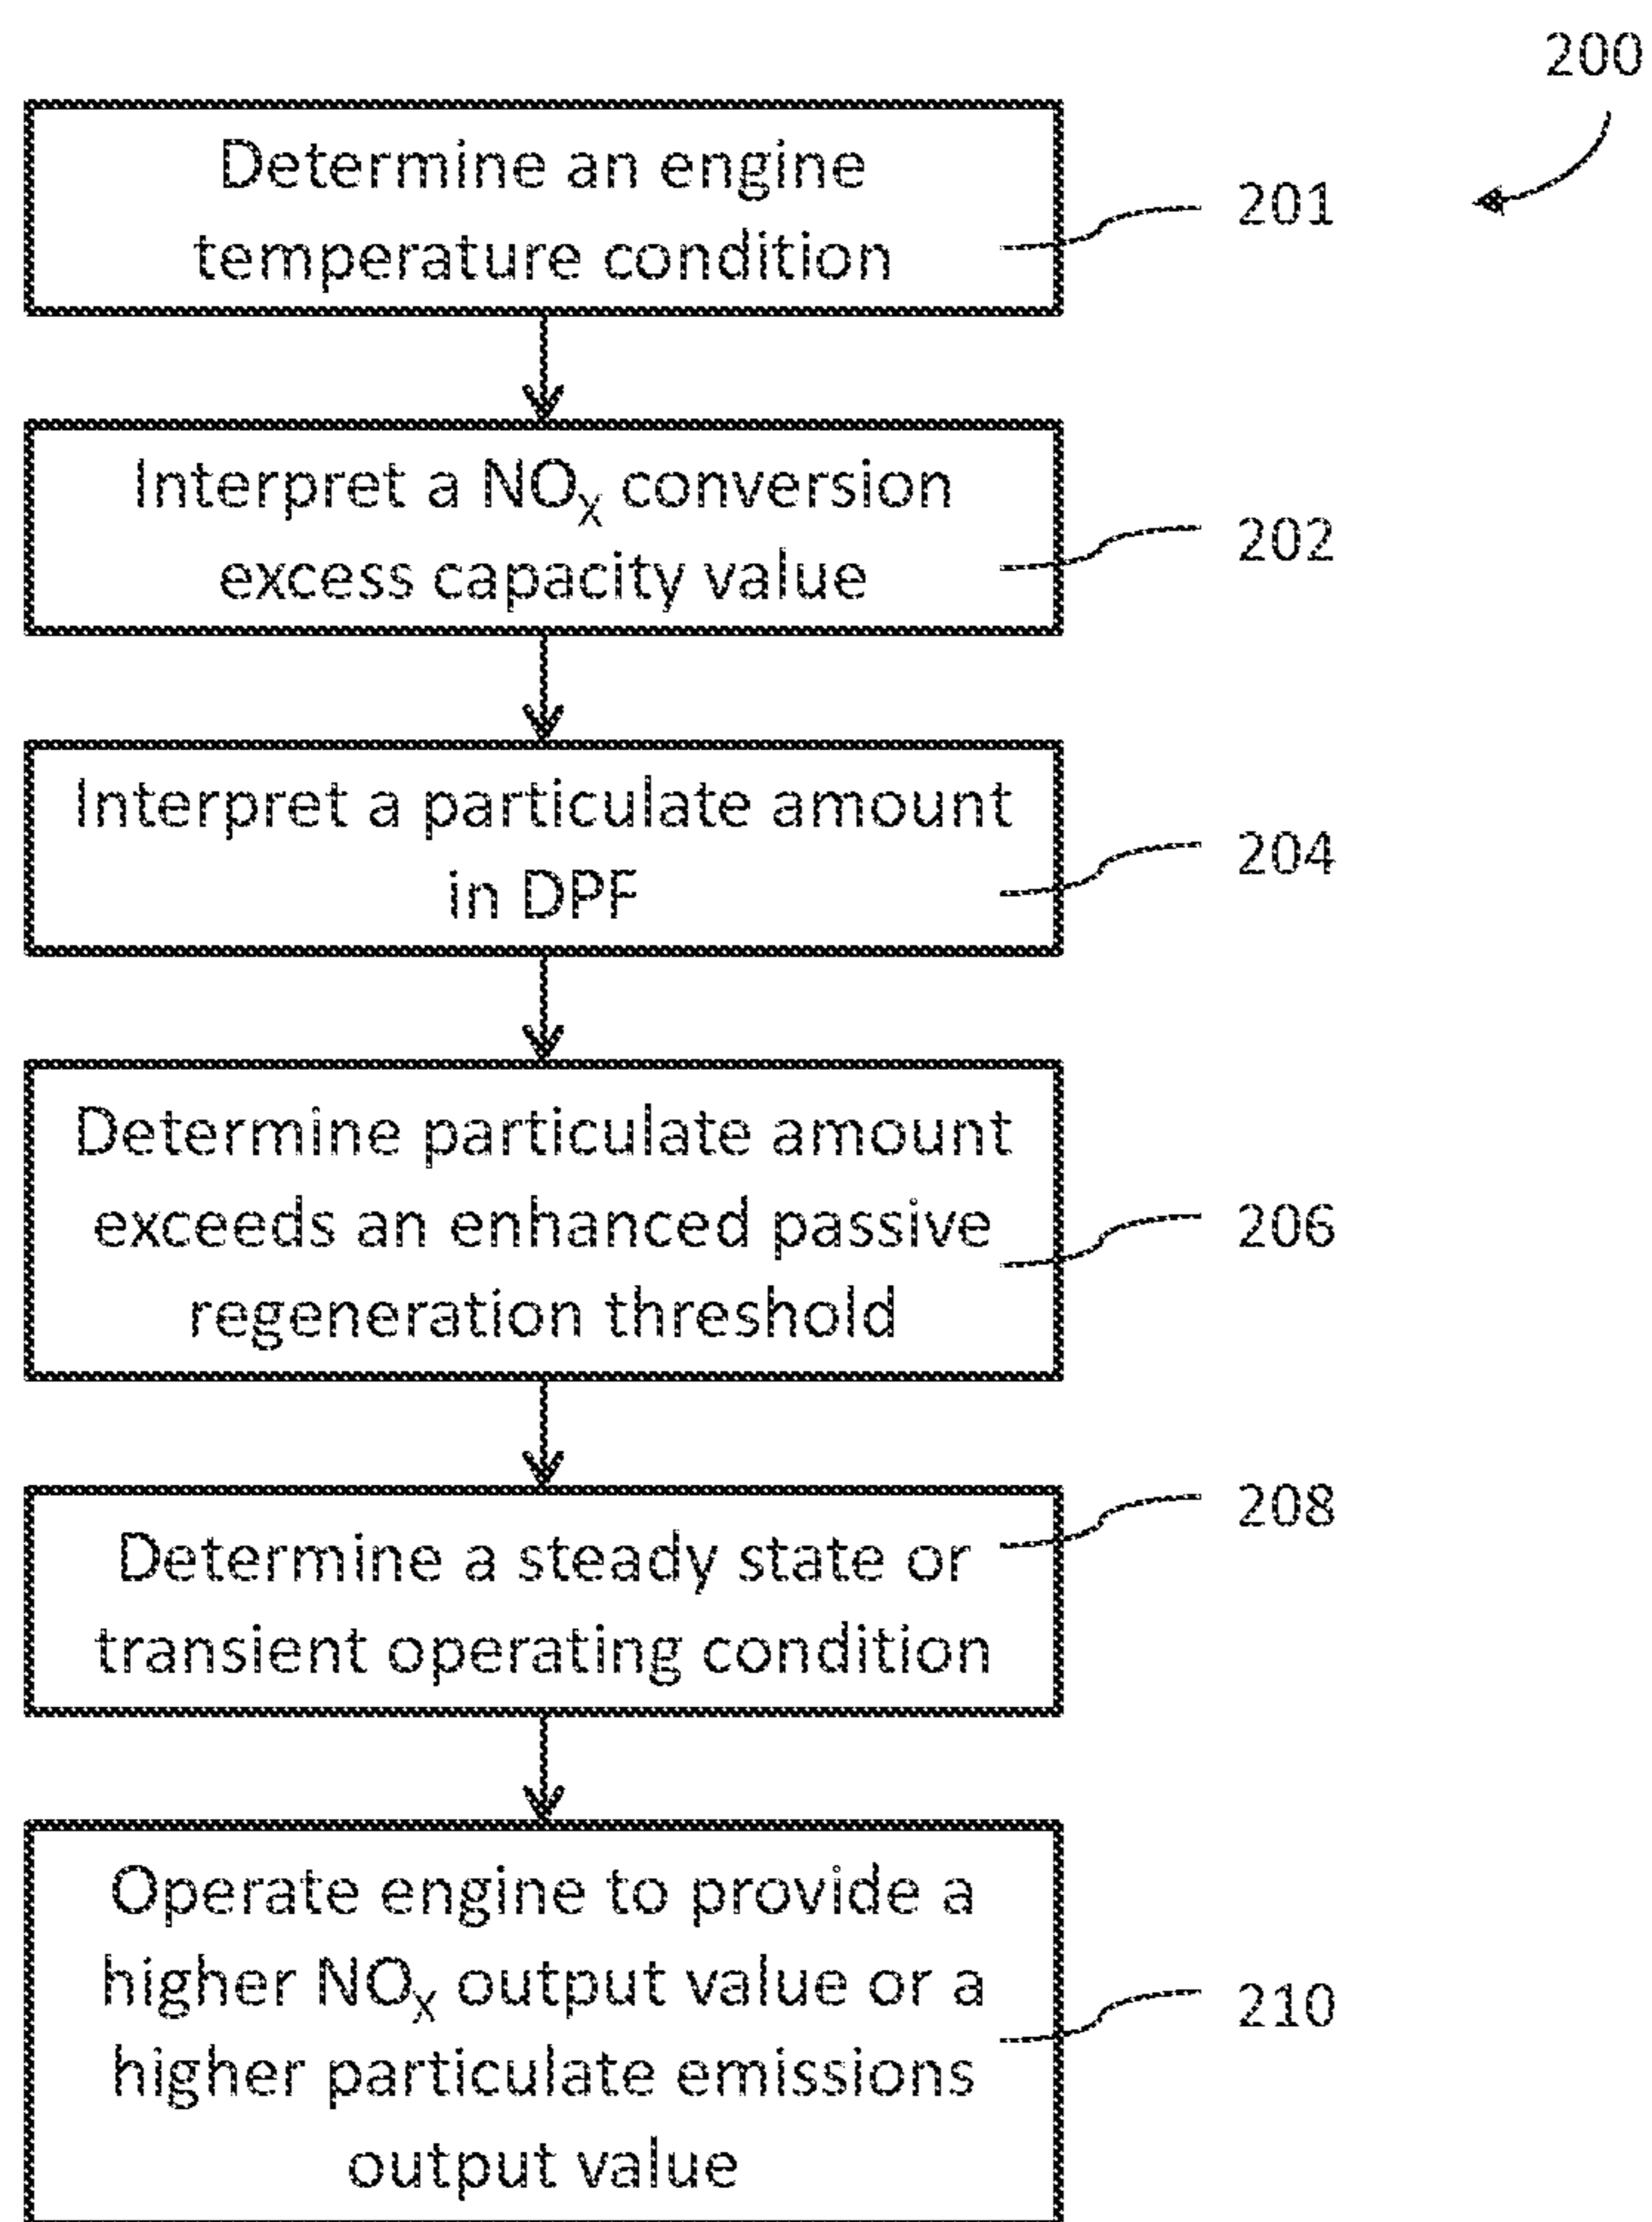 200
Determine an engine
temperature condition
201
Interpret a NOX conversion
excess capacity value
202
Interpret a particulate amount
in DPF
204
Determine particulate amount
exceeds an enhanced passive
regeneration threshold
206
Determine a steady state or
transient operating condition
208
Operate engine to provide a
higher NOX output value or a
higher particulate emissions
output value
210